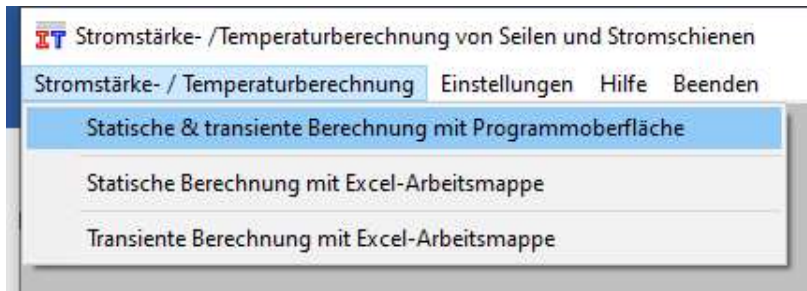 IT Stromstärke- /Temperaturberechnung von Seilen und Stromschienen
Stromstärke- / Temperaturberechnung Einstellungen Hilfe Beenden
Statische & transiente Berechnung mit Programmoberfläche
Statische Berechnung mit Excel-Arbeitsmappe
Transiente Berechnung mit Excel-Arbeitsmappe